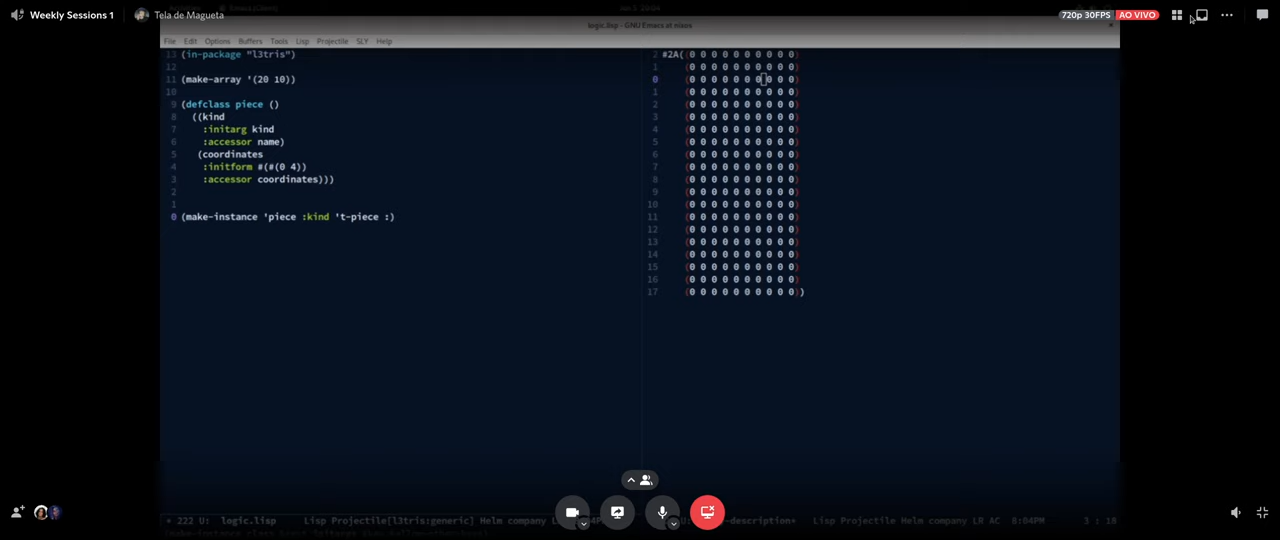 Weekly Sessions 1
Tela de Magueta
720p 30FPS
AO VIVO
logic.lisp - GNU Emacs at nixos
File Edit Options Buffers Tools Lisp Projectile SLY Help
13 (in-package "l3tris")
12
11 (make-array '(20 10))
10
9 (defclass piece ()
8 ((kind
7 :initarg kind
6 :accessor name)
5 (coordinates
4 :initform #(#(0 4))
3 :accessor coordinates)))
2
1
0 (make-instance 'piece :kind 't-piece :)
2 #2A((0 0 0 0 0 0 0 0 0 0)
1 (0 0 0 0 0 0 0 0 0 0)
0 (0 0 0 0 0 0 0 0 0 0)
1 (0 0 0 0 0 0 0 0 0 0)
2 (0 0 0 0 0 0 0 0 0 0)
3 (0 0 0 0 0 0 0 0 0 0)
4 (0 0 0 0 0 0 0 0 0 0)
5 (0 0 0 0 0 0 0 0 0 0)
6 (0 0 0 0 0 0 0 0 0 0)
7 (0 0 0 0 0 0 0 0 0 0)
8 (0 0 0 0 0 0 0 0 0 0)
9 (0 0 0 0 0 0 0 0 0 0)
10 (0 0 0 0 0 0 0 0 0 0)
11 (0 0 0 0 0 0 0 0 0 0)
12 (0 0 0 0 0 0 0 0 0 0)
13 (0 0 0 0 0 0 0 0 0 0)
14 (0 0 0 0 0 0 0 0 0 0)
15 (0 0 0 0 0 0 0 0 0 0)
16 (0 0 0 0 0 0 0 0 0 0)
17 (0 0 0 0 0 0 0 0 0 0))
222 U: logic.lisp Lisp Projectile[l3tris:generic] Helm company
-description* Lisp Projectile Helm company LR AC 8:04PM 3 : 18